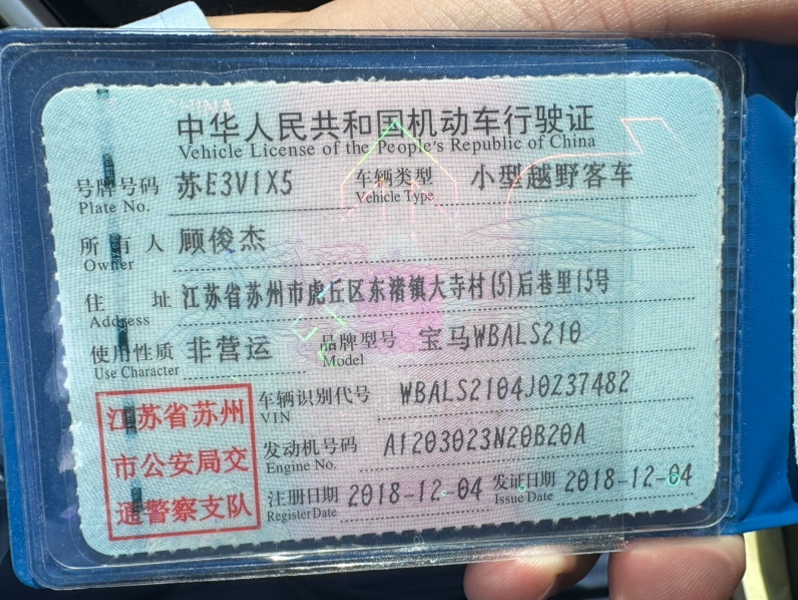 中华人民共和国机动车行驶证
Vehicle License of the People's Republic of China
号牌号码 苏E3V1X5 车辆类型 小型越野客车
Plate No. Vehicle Type
所有人 顾俊杰
Owner
住址 江苏省苏州市虎丘区东渚镇大寺村(5)后巷里15号
Address
使用性质 非营运 品牌型号 宝马WBALS210
Use Character Model
江苏省苏州
市公安局交
通警察支队
车辆识别代号 WBALS2104J0237482
VIN
发动机号码 A1203023N20B20A
Engine No.
注册日期 2018-12-04 发证日期 2018-12-04
Register Date Issue Date